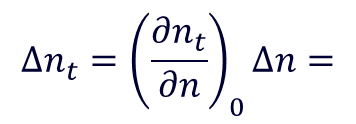 Δn_t = (∂n_t/∂n)_0 Δn =